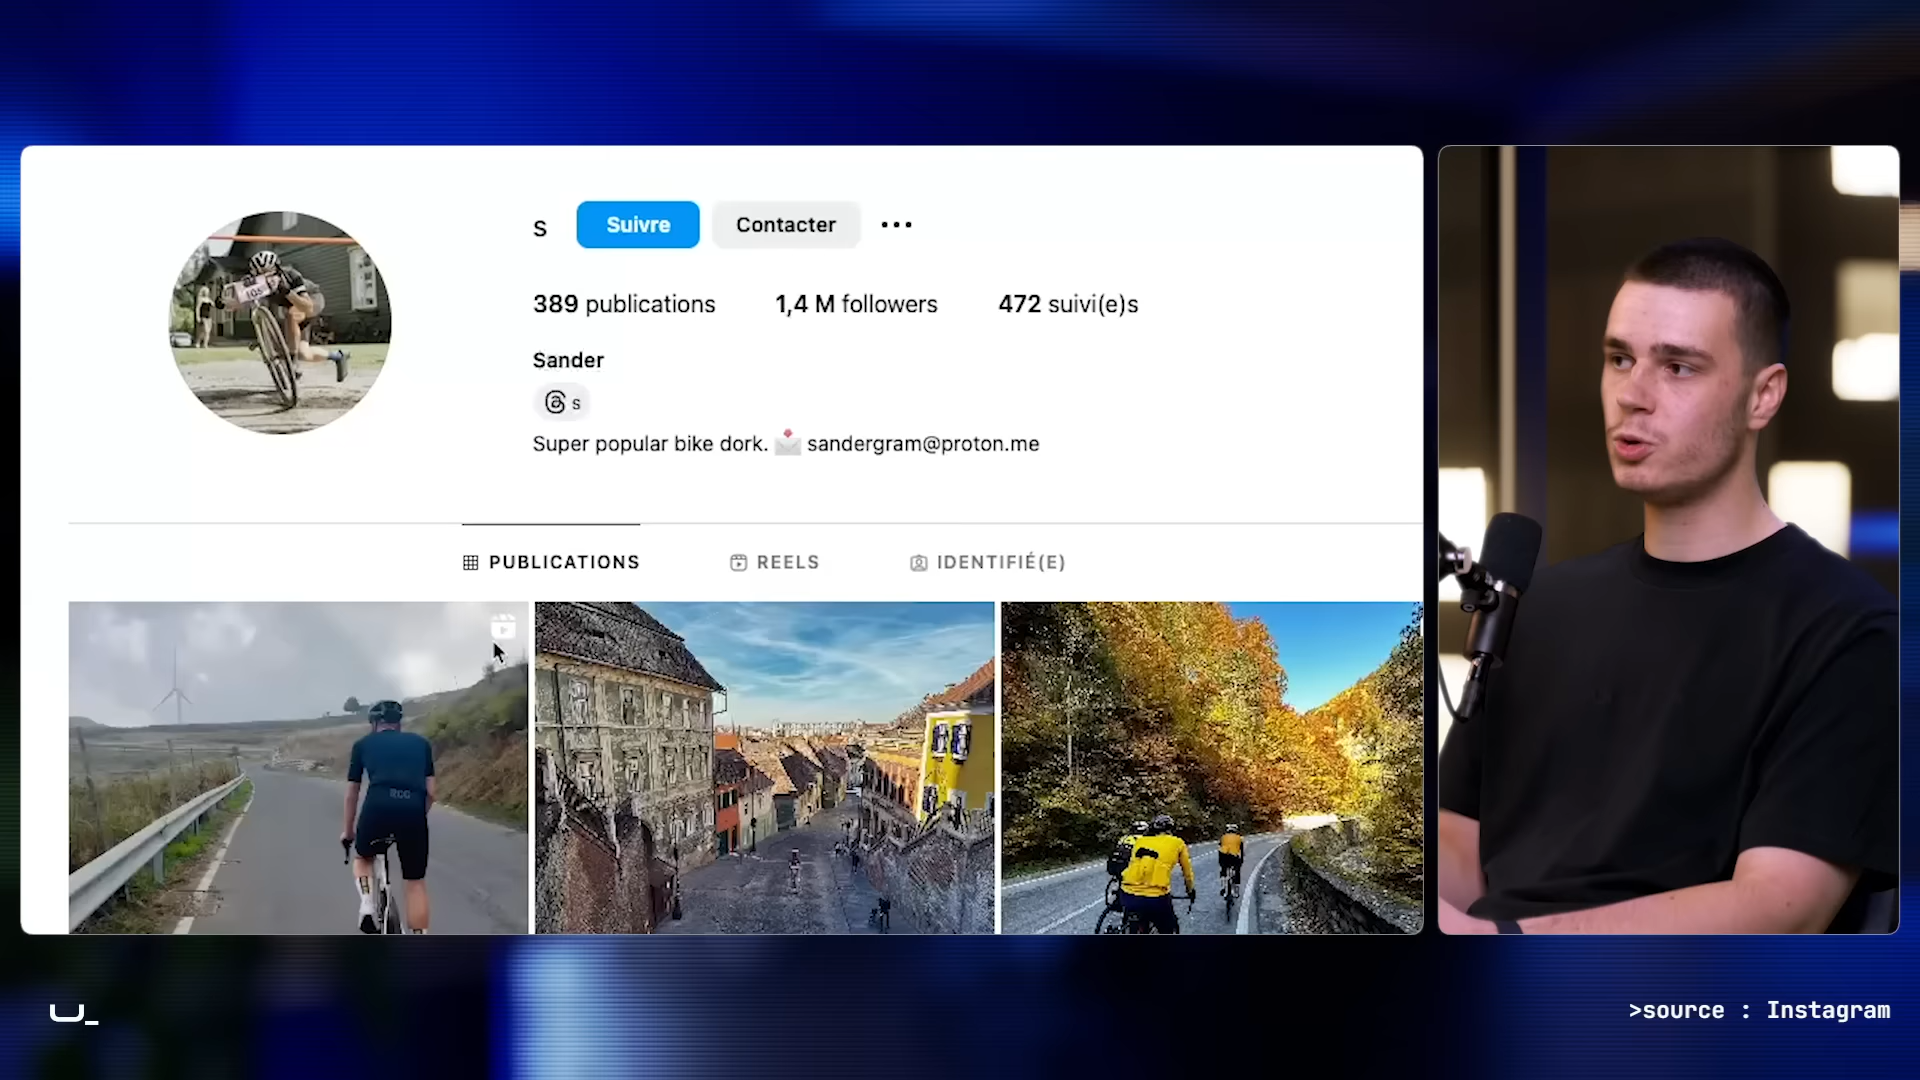 s Suivre Contacter
389 publications 1,4 M followers 472 suivi(e)s
Sander
s
Super popular bike dork. 📩 sandergram@proton.me
PUBLICATIONS REELS IDENTIFIÉ(E)
RCC
>source : Instagram